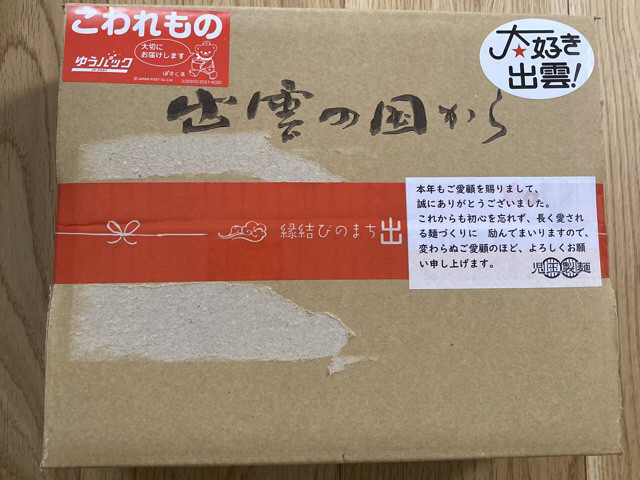 こわれもの
大切に
お届けします
ゆうパック
ぽすくま
大★好き
出雲!
出雲の国から
縁結びのまち 出
本年もご愛顧を賜りまして、
誠にありがとうございました。
これからも初心を忘れず、長く愛され
る麺づくりに 励んでまいりますので、
変わらぬご愛顧のほど、よろしくお願
い申し上げます。
児玉製麺